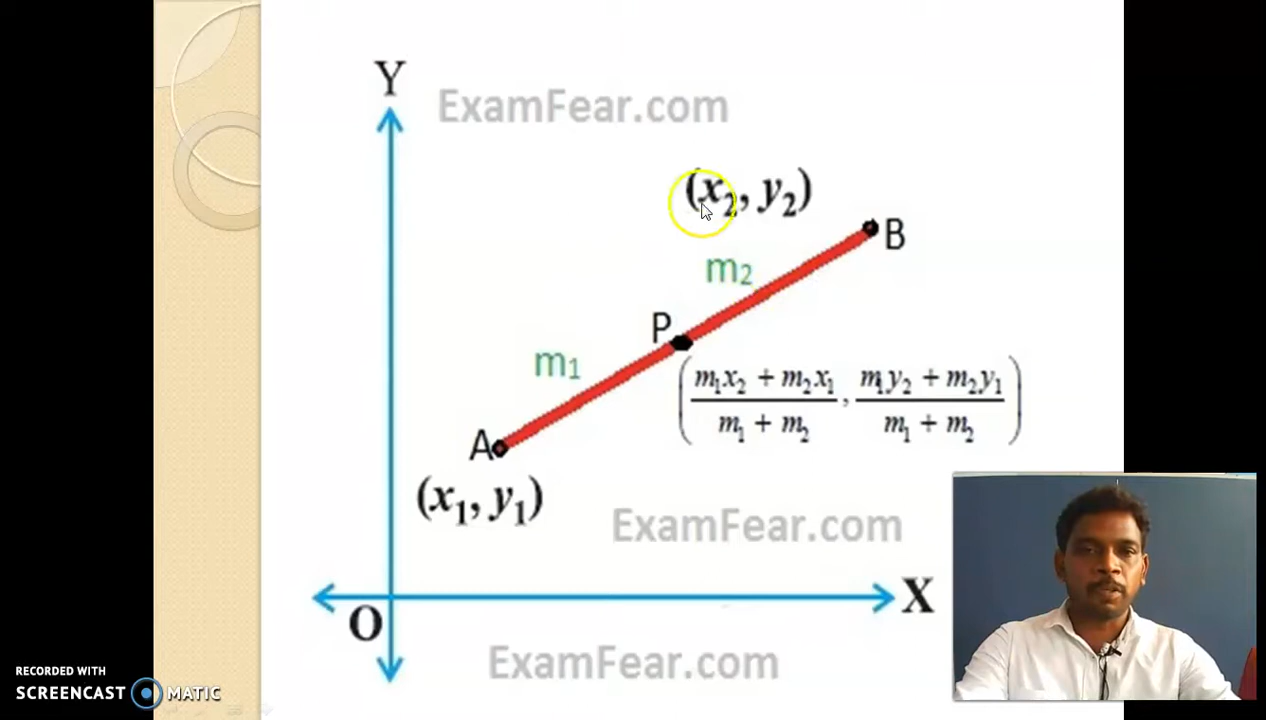 Y
ExamFear.com
(x₂, y₂)
B
m₂
P
m₁
(m₁x₂ + m₂x₁ / m₁ + m₂ , m₁y₂ + m₂y₁ / m₁ + m₂)
A
(x₁, y₁)
ExamFear.com
X
O
ExamFear.com
RECORDED WITH
SCREENCAST MATIC